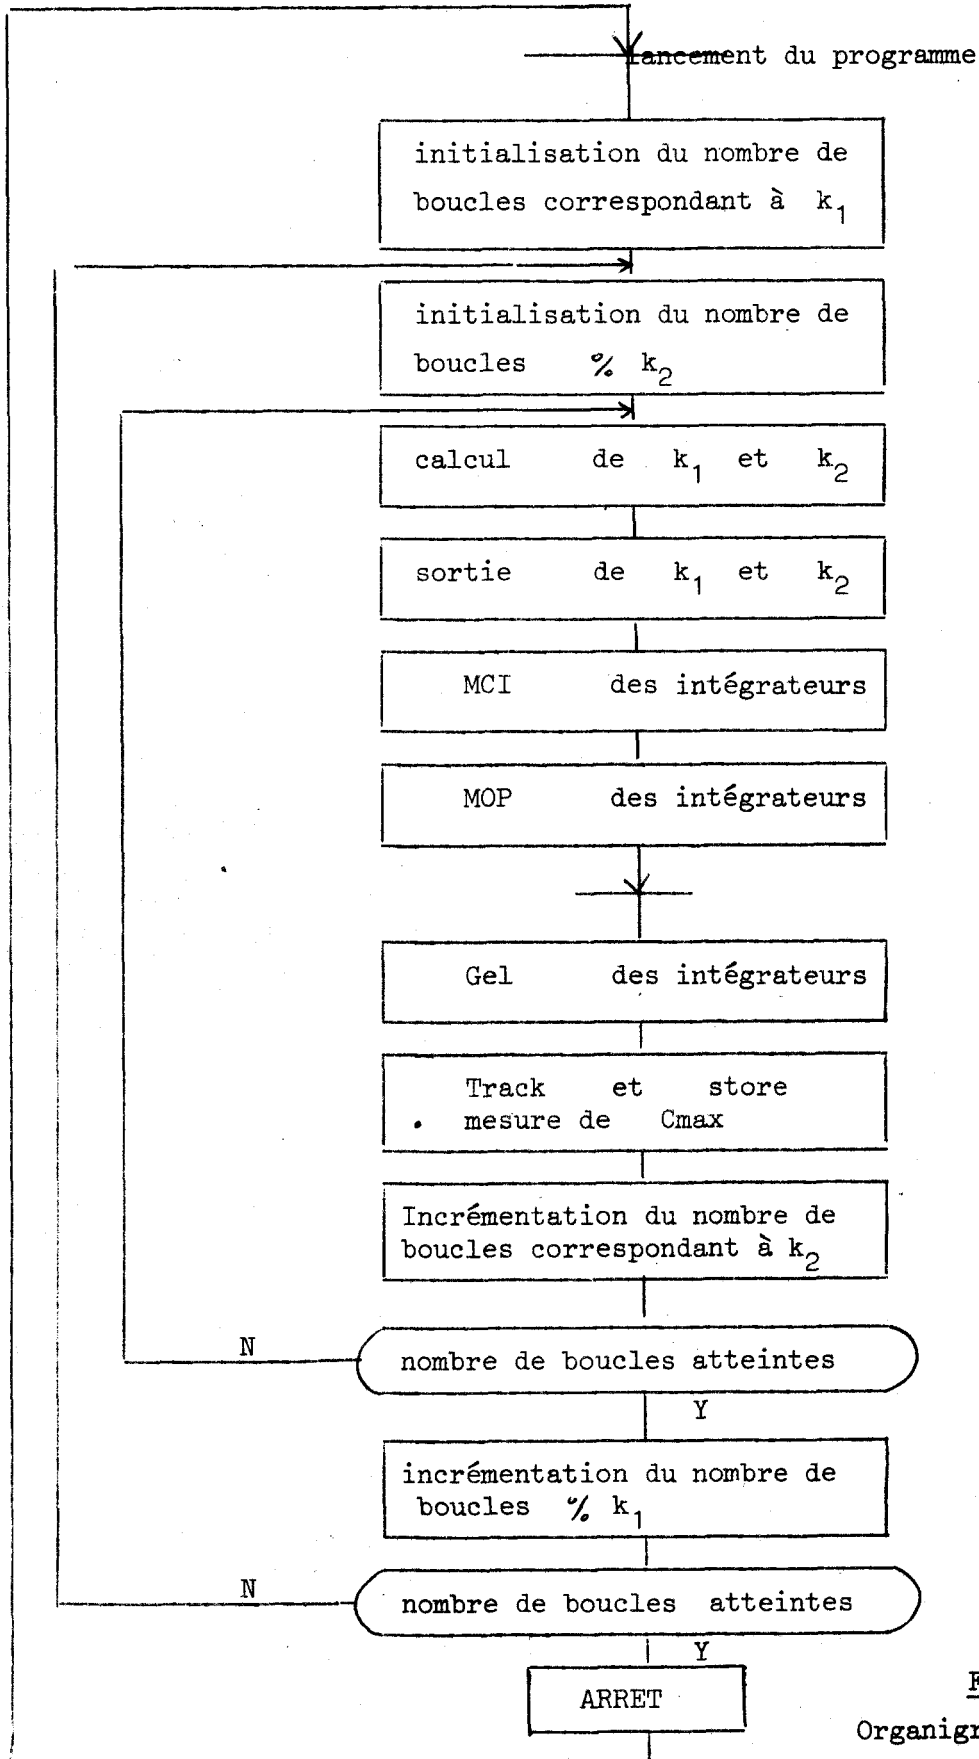 lancement du programme
initialisation du nombre de
boucles correspondant à k₁
initialisation du nombre de
boucles % k₂
calcul de k₁ et k₂
sortie de k₁ et k₂
MCI des intégrateurs
MOP des intégrateurs
Gel des intégrateurs
Track et store
mesure de Cmax
Incrémentation du nombre de
boucles correspondant à k₂
nombre de boucles atteintes
N
Y
incrémentation du nombre de
boucles % k₁
nombre de boucles atteintes
N
Y
ARRET